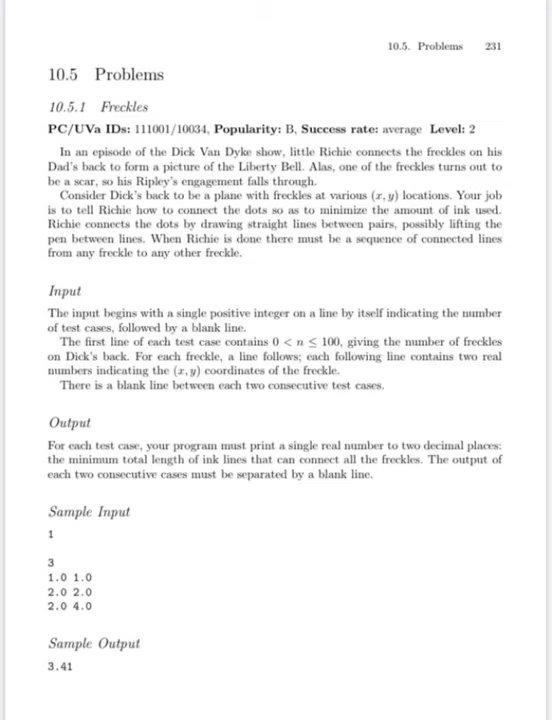 10.5. Problems 231
10.5 Problems
10.5.1 Freckles
PC/UVa IDs: 111001/10034, Popularity: B, Success rate: average Level: 2
In an episode of the Dick Van Dyke show, little Richie connects the freckles on his
Dad's back to form a picture of the Liberty Bell. Alas, one of the freckles turns out to
be a scar, so his Ripley's engagement falls through.
Consider Dick's back to be a plane with freckles at various (x, y) locations. Your job
is to tell Richie how to connect the dots so as to minimize the amount of ink used.
Richie connects the dots by drawing straight lines between pairs, possibly lifting the
pen between lines. When Richie is done there must be a sequence of connected lines
from any freckle to any other freckle.
Input
The input begins with a single positive integer on a line by itself indicating the number
of test cases, followed by a blank line.
The first line of each test case contains 0 < n ≤ 100, giving the number of freckles
on Dick's back. For each freckle, a line follows; each following line contains two real
numbers indicating the (x, y) coordinates of the freckle.
There is a blank line between each two consecutive test cases.
Output
For each test case, your program must print a single real number to two decimal places:
the minimum total length of ink lines that can connect all the freckles. The output of
each two consecutive cases must be separated by a blank line.
Sample Input
1
3
1.0 1.0
2.0 2.0
2.0 4.0
Sample Output
3.41